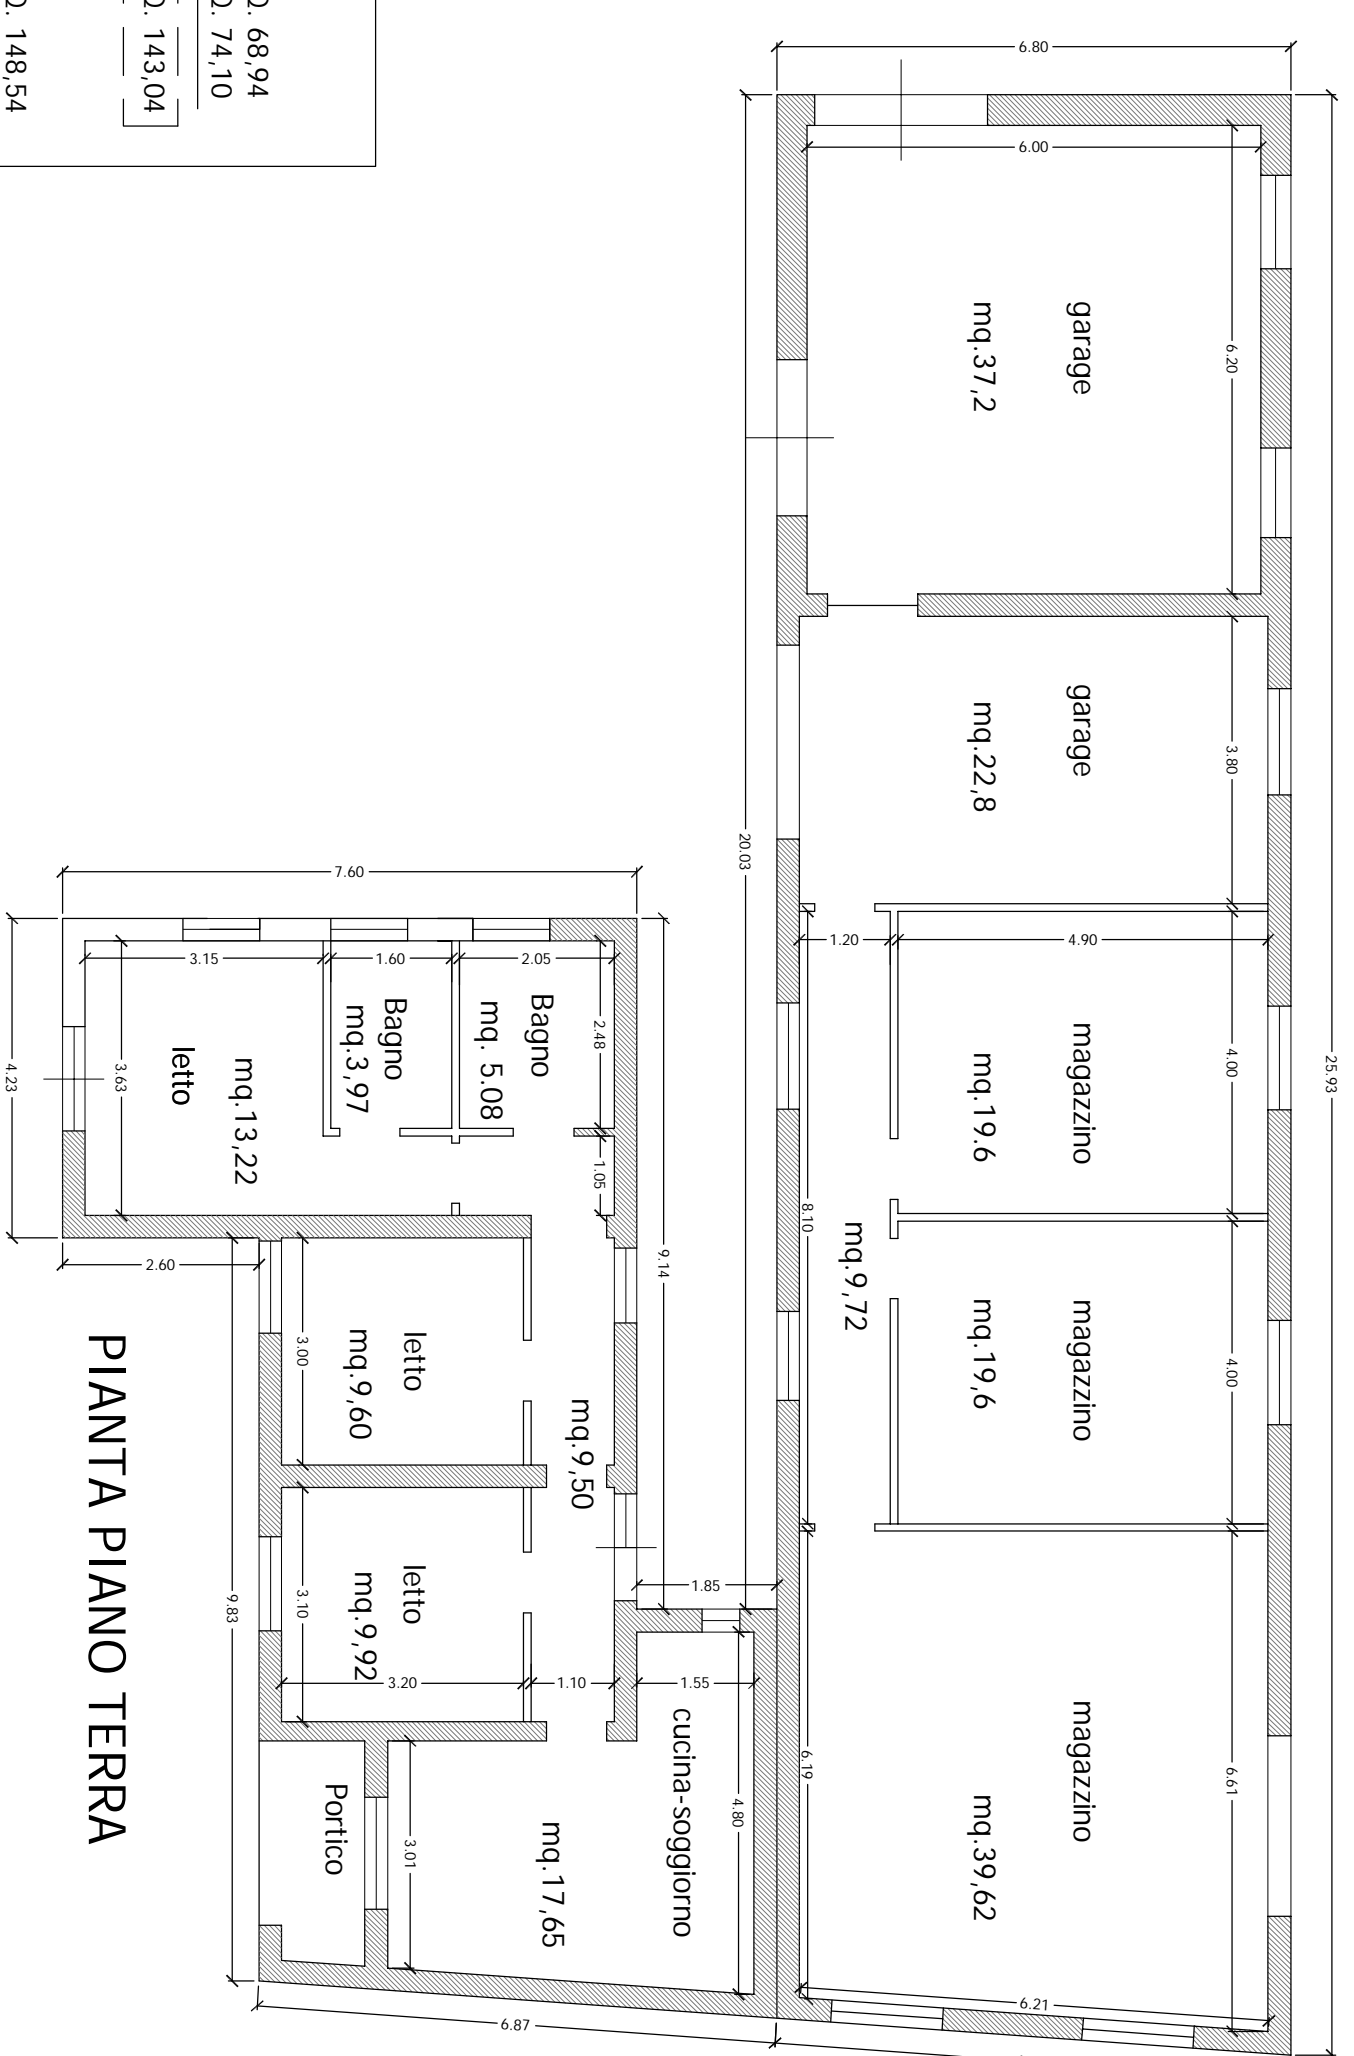 6.80
25.93
6.00
6.20
garage
mq.37,2
garage
mq.22,8
3.80
20.03
1.20
4.90
4.00
magazzino
mq.19.6
8.10
mq.9,72
4.00
magazzino
mq.19,6
magazzino
mq.39,62
6.61
6.19
6.21
7.60
9.14
4.23
3.15
1.60
2.05
2.48
1.05
3.63
Bagno
mq. 5.08
Bagno
mq.3,97
mq.13,22
letto
2.60
3.00
letto
mq.9,60
mq.9,50
letto
mq.9,92
3.10
3.20
1.10
1.55
1.85
9.83
cucina-soggiorno
mq.17,65
4.80
3.01
Portico
6.87
PIANTA PIANO TERRA
68,94
74,10
143,04
148,54